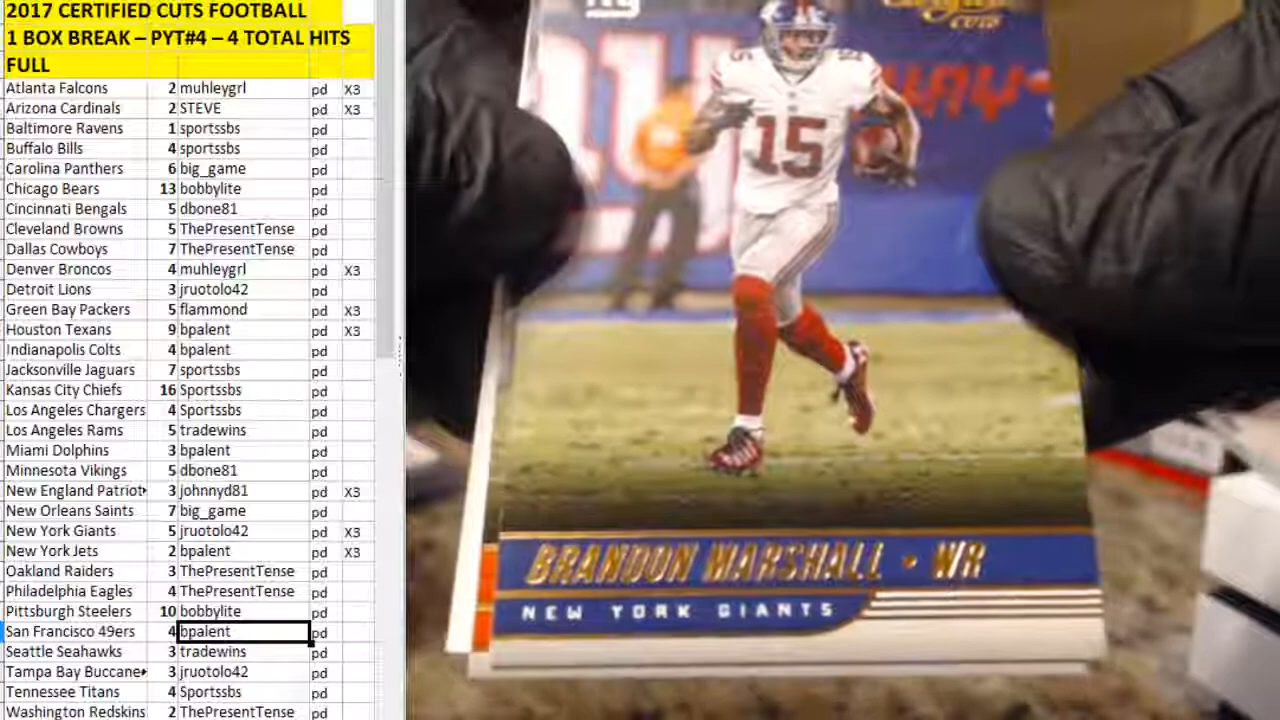 2017 CERTIFIED CUTS FOOTBALL
1 BOX BREAK – PYT#4 – 4 TOTAL HITS
FULL
Atlanta Falcons 2 muhleygrl pd X3
Arizona Cardinals 2 STEVE pd X3
Baltimore Ravens 1 sportssbs pd
Buffalo Bills 4 sportssbs pd
Carolina Panthers 6 big_game pd
Chicago Bears 13 bobbylite pd
Cincinnati Bengals 5 dbone81 pd
Cleveland Browns 5 ThePresentTense pd
Dallas Cowboys 7 ThePresentTense pd
Denver Broncos 4 muhleygrl pd X3
Detroit Lions 3 jruotolo42 pd
Green Bay Packers 5 flammond pd X3
Houston Texans 9 bpalent pd X3
Indianapolis Colts 4 bpalent pd
Jacksonville Jaguars 7 sportssbs pd
Kansas City Chiefs 16 Sportssbs pd
Los Angeles Chargers 4 Sportssbs pd
Los Angeles Rams 5 tradewins pd
Miami Dolphins 3 bpalent pd
Minnesota Vikings 5 dbone81 pd
New England Patriot 3 johnnyd81 pd X3
New Orleans Saints 7 big_game pd
New York Giants 5 jruotolo42 pd X3
New York Jets 2 bpalent pd X3
Oakland Raiders 3 ThePresentTense pd
Philadelphia Eagles 4 ThePresentTense pd
Pittsburgh Steelers 10 bobbylite pd
San Francisco 49ers 4 bpalent pd
Seattle Seahawks 3 tradewins pd
Tampa Bay Buccane 3 jruotolo42 pd
Tennessee Titans 4 Sportssbs pd
Washington Redskins 2 ThePresentTense pd
CUTS
15
BRANDON MARSHALL • WR
NEW YORK GIANTS